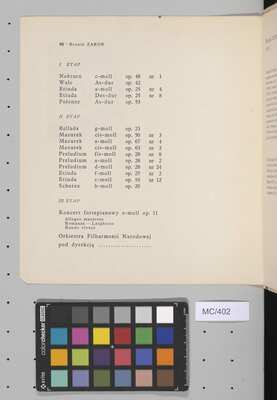 I ETAP
Nokturn c-moll op. 48 nr 1
Walc As-dur op. 42
Etiuda a-moll op. 25 nr 4
Etiuda Des-dur op. 25 nr 8
Polonez As-dur op. 53
II ETAP
Ballada g-moll op. 23
Mazurek cis-moll op. 50 nr 3
Mazurek a-moll op. 67 nr 4
Mazurek cis-moll op. 63 nr 3
Preludium fis-moll op. 28 nr 8
Preludium a-moll op. 28 nr 2
Preludium d-moll op. 28 nr 24
Etiuda f-moll op. 25 nr 2
Etiuda c-moll op. 10 nr 12
Scherzo b-moll op. 31
III ETAP
Koncert fortepianowy e-moll op. 11
Allegro maestoso
Romanza — Larghetto
Rondo vivace
Orkiestra Filharmonii Narodowej
pod dyrekcją
MC/402
colorchecker
x-rite